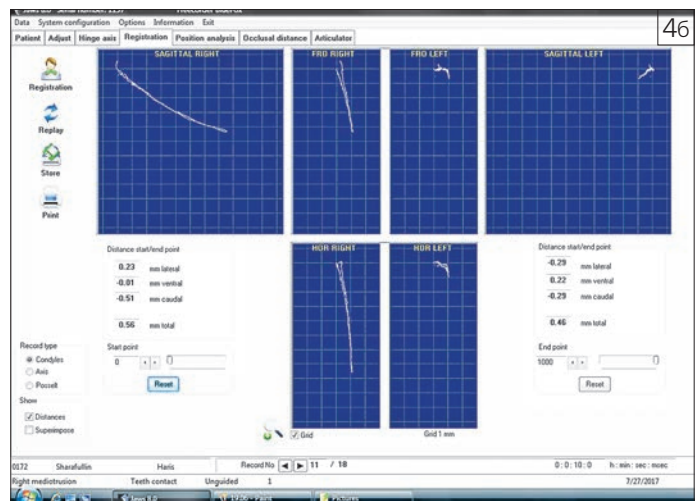 46
Data System configuration Options Information Exit
Patient Adjust Hinge axis Registration Position analysis Occlusal distance Articulator
SAGITTAL RIGHT
FRO RIGHT
FRO LEFT
SAGITTAL LEFT
Registration
Replay
Store
Print
HOR RIGHT
HOR LEFT
Distance start/end point
0.23 mm lateral
-0.01 mm ventral
-0.51 mm caudal
0.56 mm total
Start point
0
Reset
Distance start/end point
-0.29 mm lateral
0.22 mm ventral
-0.29 mm caudal
0.46 mm total
End point
1000
Reset
Record type
Condyles
Axis
Posselt
Show
Distances
Superimpose
Grid
Grid 1 mm
0172 Sharafullin Haris Record No 11 / 18 0 : 0 : 10 : 0 h : min : sec : msec
Right mediotrusion Teeth contact Unguided 1 7/27/2017
Jaws 8.0
Paint
Pictures